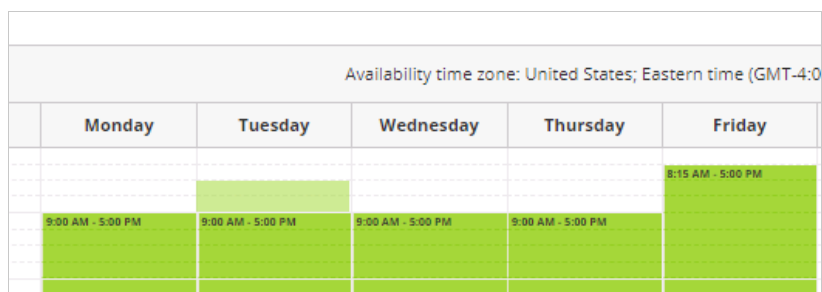 Availability time zone: United States; Eastern time (GMT-4:0
Monday Tuesday Wednesday Thursday Friday
8:15 AM - 5:00 PM
9:00 AM - 5:00 PM 9:00 AM - 5:00 PM 9:00 AM - 5:00 PM 9:00 AM - 5:00 PM